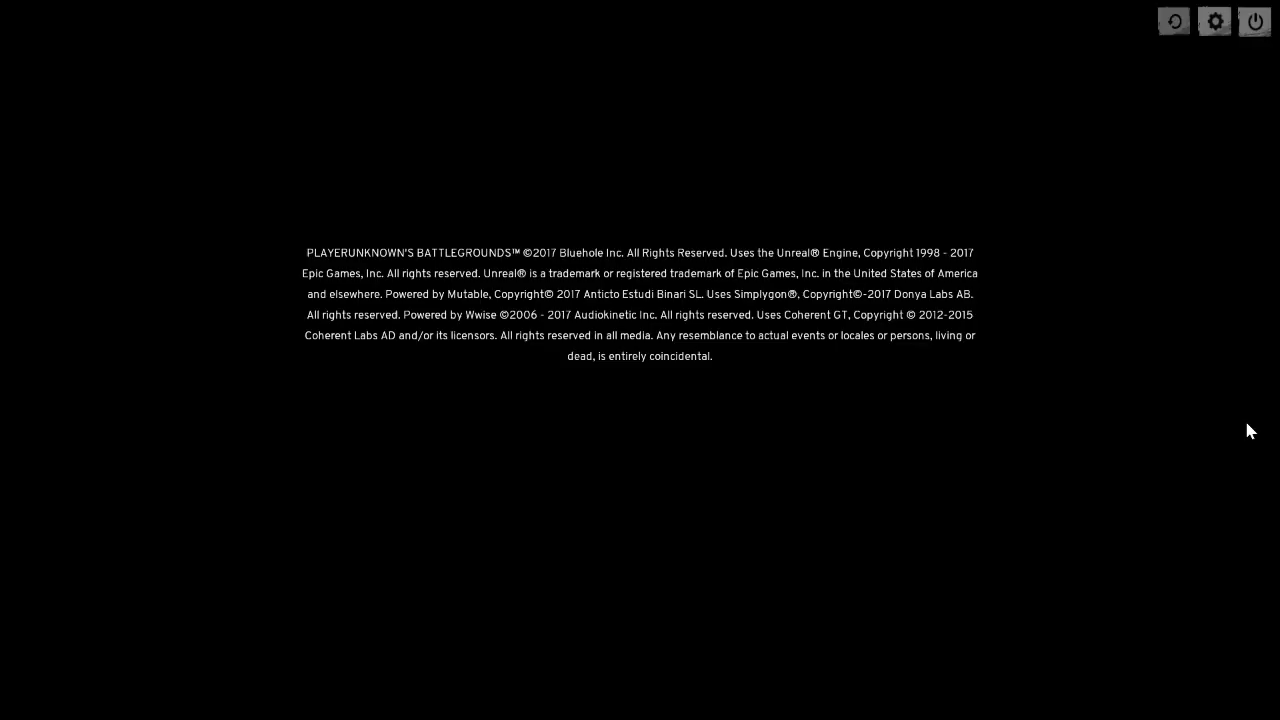 PLAYERUNKNOWN'S BATTLEGROUNDS™ ©2017 Bluehole Inc. All Rights Reserved. Uses the Unreal® Engine, Copyright 1998 - 2017
Epic Games, Inc. All rights reserved. Unreal® is a trademark or registered trademark of Epic Games, Inc. in the United States of America
and elsewhere. Powered by Mutable, Copyright© 2017 Anticto Estudi Binari SL. Uses Simplygon®, Copyright©-2017 Donya Labs AB.
All rights reserved. Powered by Wwise ©2006 - 2017 Audiokinetic Inc. All rights reserved. Uses Coherent GT, Copyright © 2012-2015
Coherent Labs AD and/or its licensors. All rights reserved in all media. Any resemblance to actual events or locales or persons, living or
dead, is entirely coincidental.